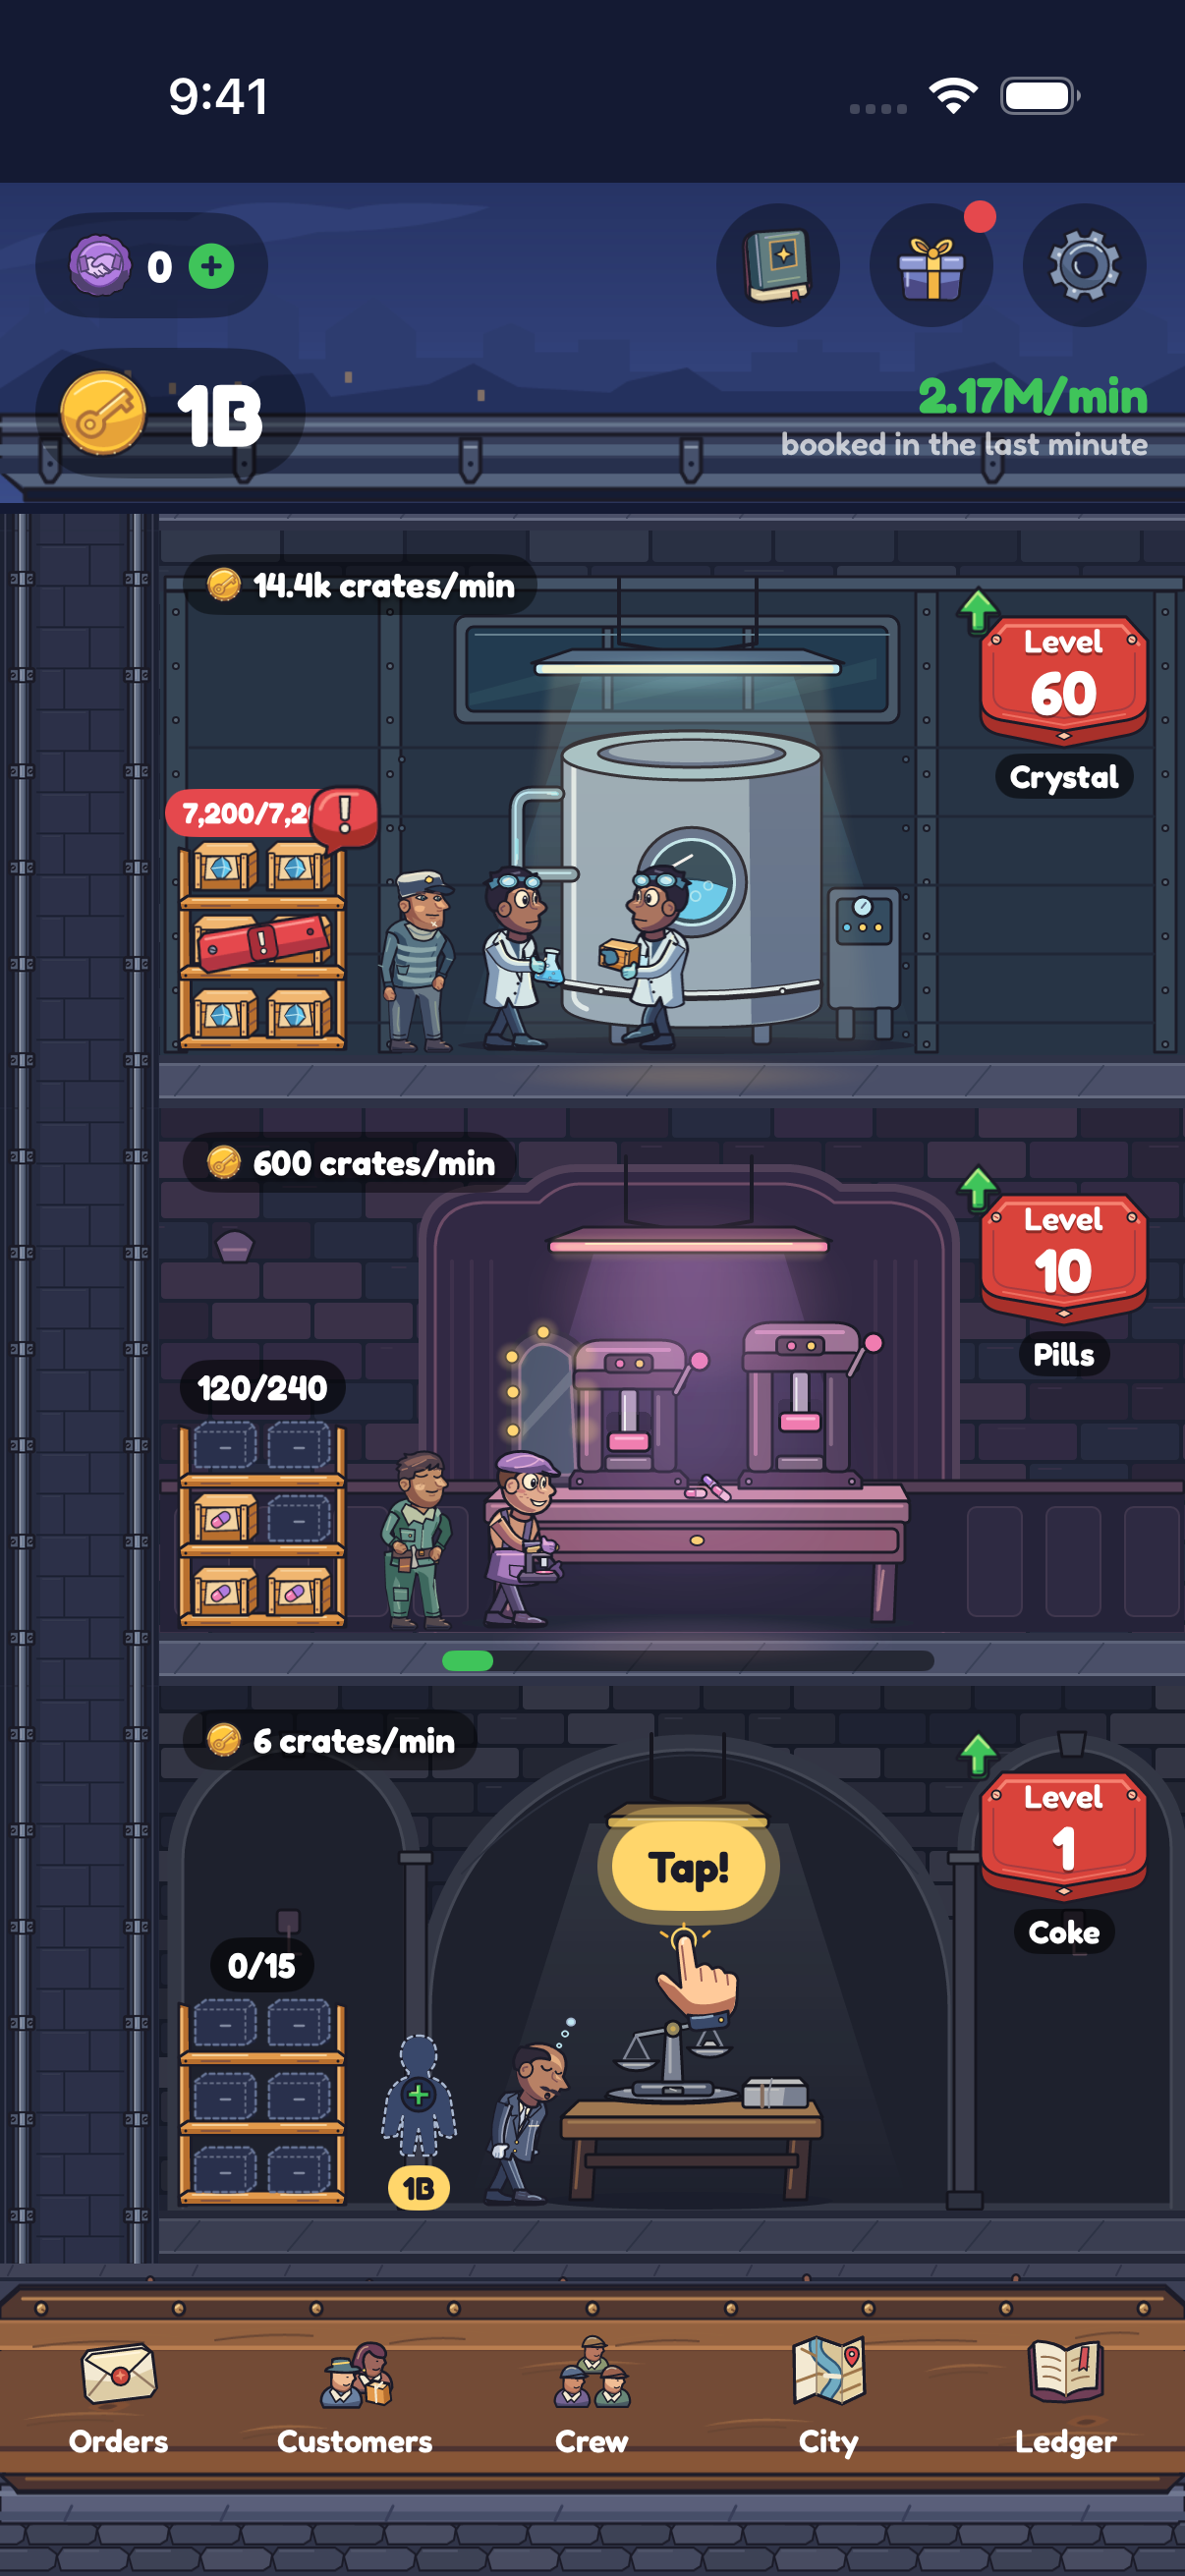 9:41
0
1B
2.17M/min
booked in the last minute
14.4k crates/min
Level
60
Crystal
7,200/7,2
!
!
600 crates/min
Level
10
Pills
120/240
6 crates/min
Tap!
Level
1
Coke
0/15
1B
Orders
Customers
Crew
City
Ledger